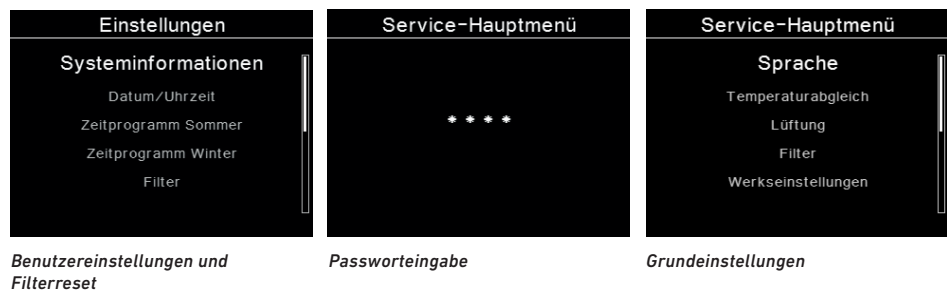 Einstellungen
Systeminformationen
Datum/Uhrzeit
Zeitprogramm Sommer
Zeitprogramm Winter
Filter
Benutzereinstellungen und
Filterreset
Service-Hauptmenü
****
Passworteingabe
Service-Hauptmenü
Sprache
Temperaturabgleich
Lüftung
Filter
Werkseinstellungen
Grundeinstellungen